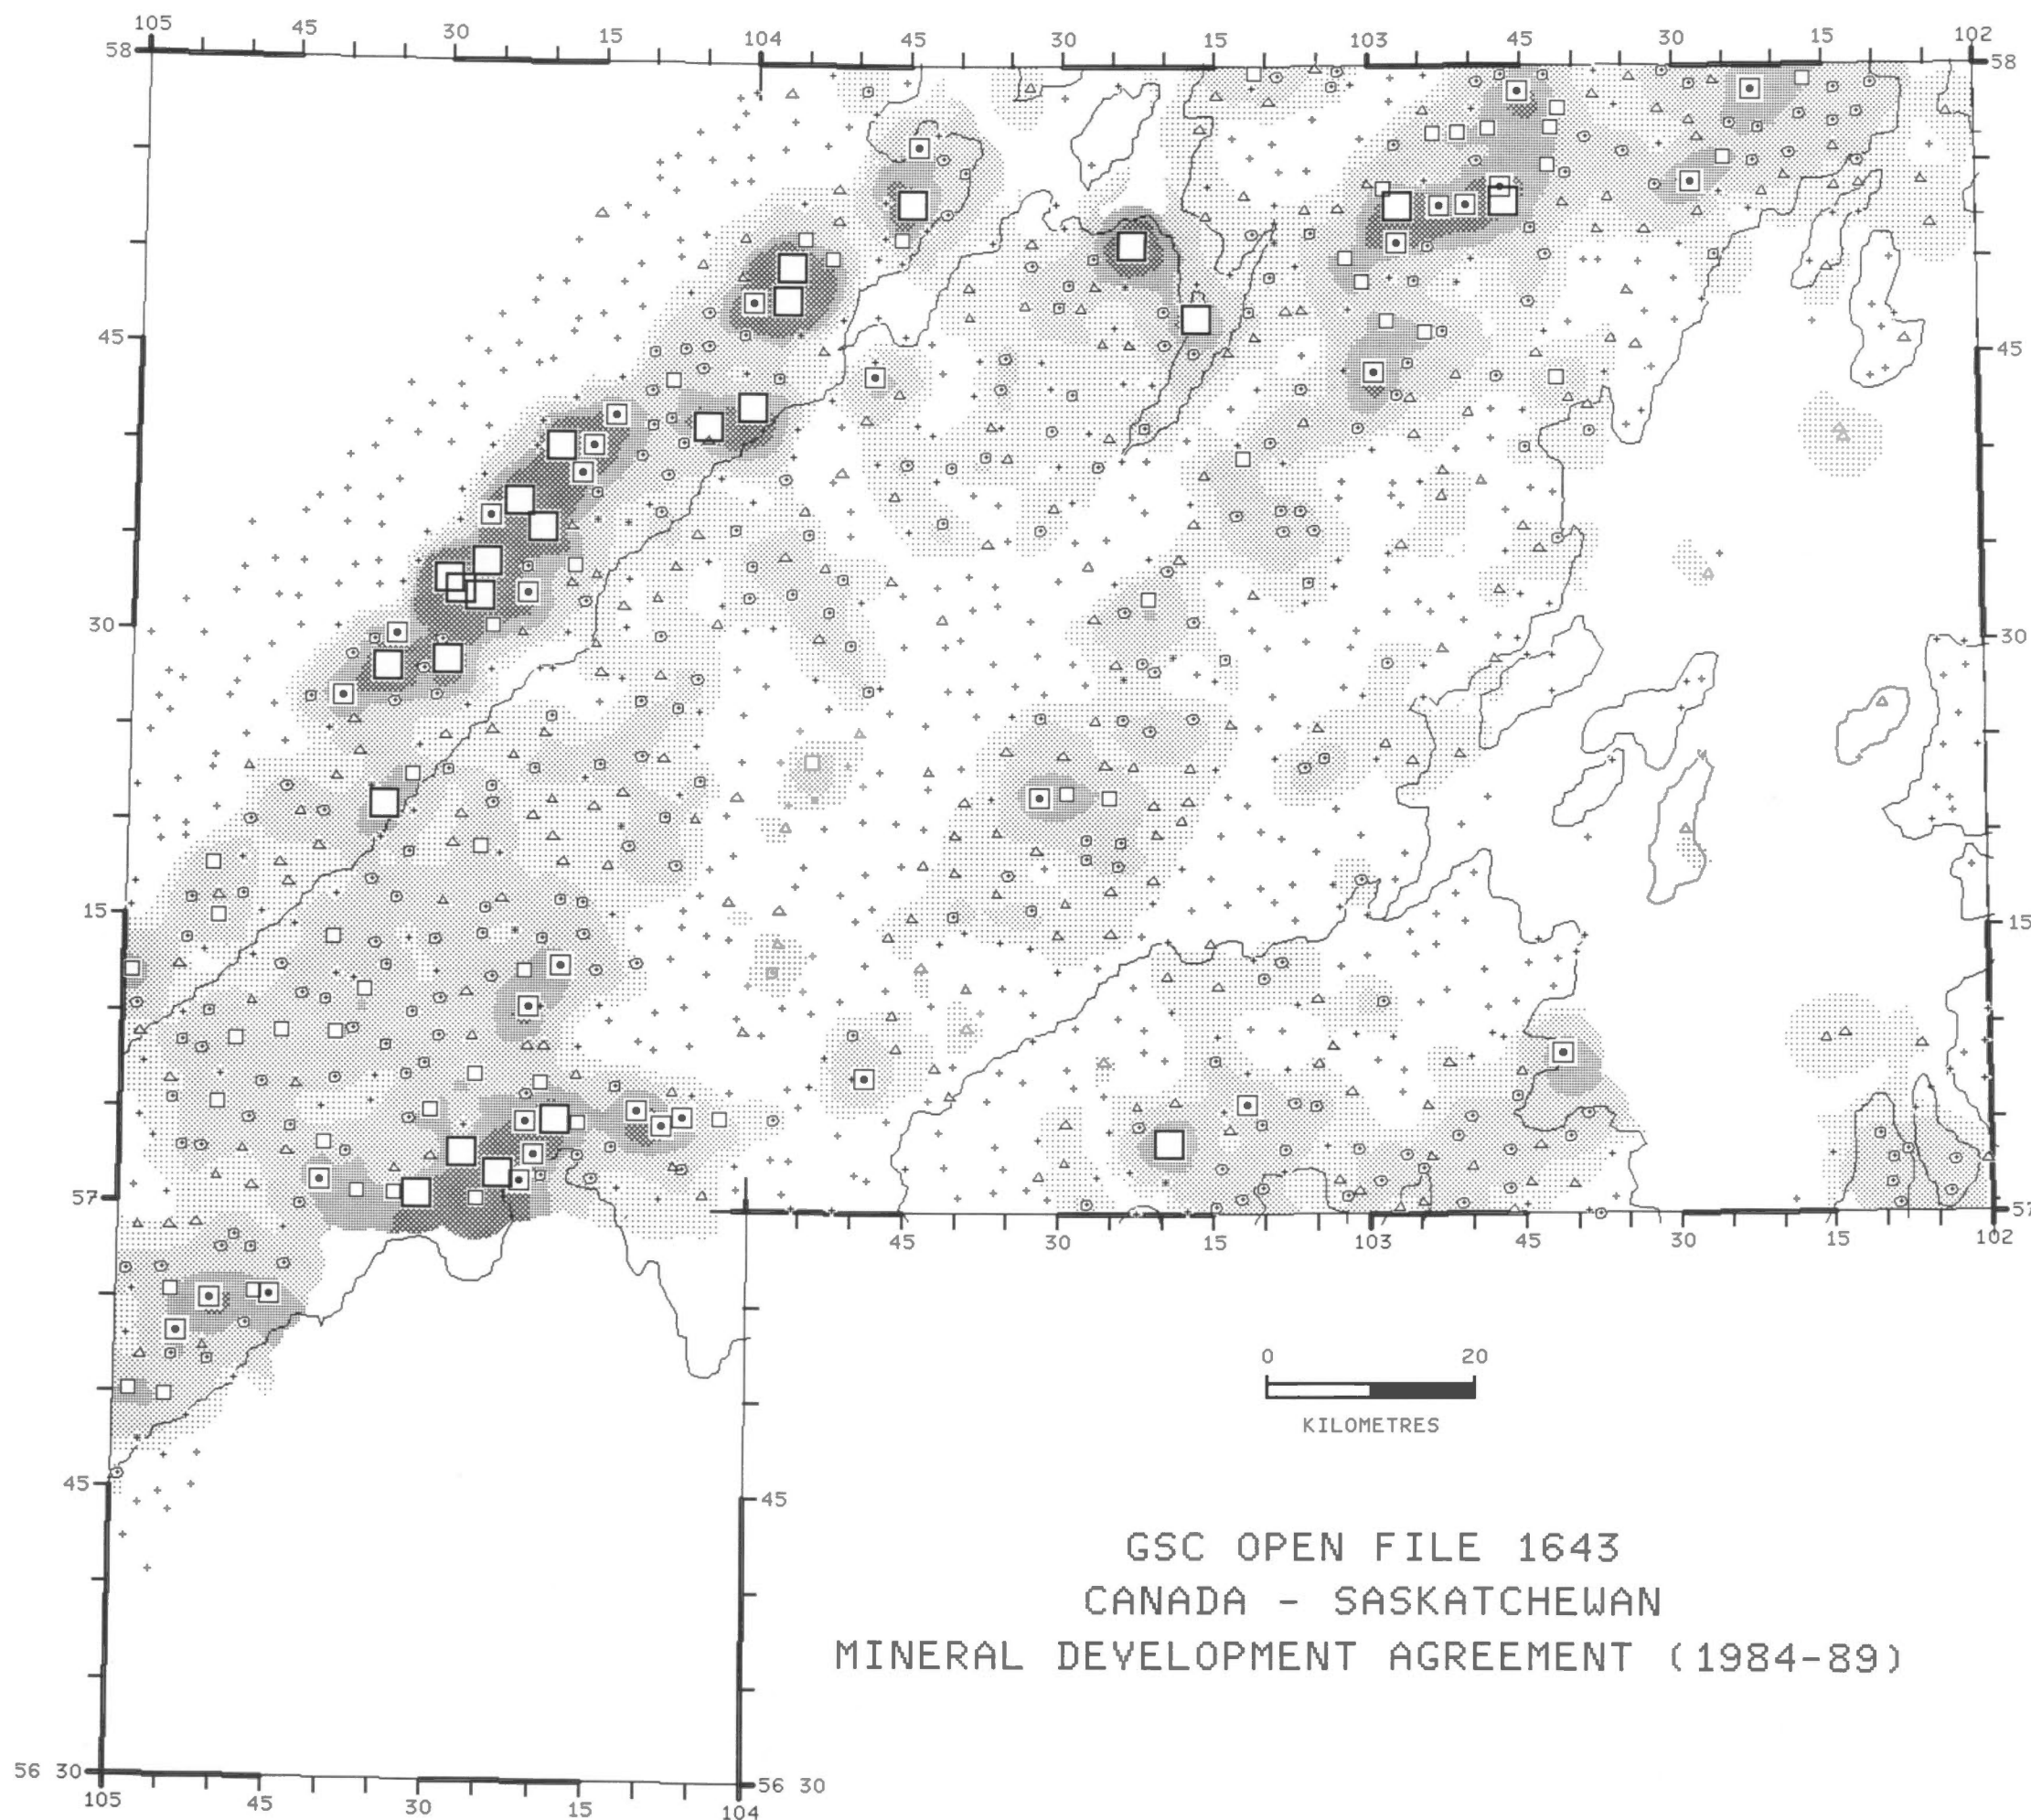 105 45 30 15 104 45 30 15 103 45 30 15 102
58 58
45 45
30 30
15 15
57 57
45 30 15 103 45 30 15 102
0 20
KILOMETRES
45 45
GSC OPEN FILE 1643
CANADA - SASKATCHEWAN
MINERAL DEVELOPMENT AGREEMENT (1984-89)
56 30 56 30
105 45 30 15 104